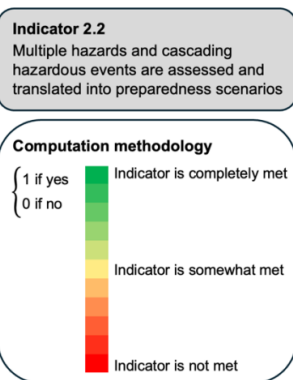 Indicator 2.2
Multiple hazards and cascading
hazardous events are assessed and
translated into preparedness scenarios
Computation methodology
1 if yes
0 if no
Indicator is completely met
Indicator is somewhat met
Indicator is not met